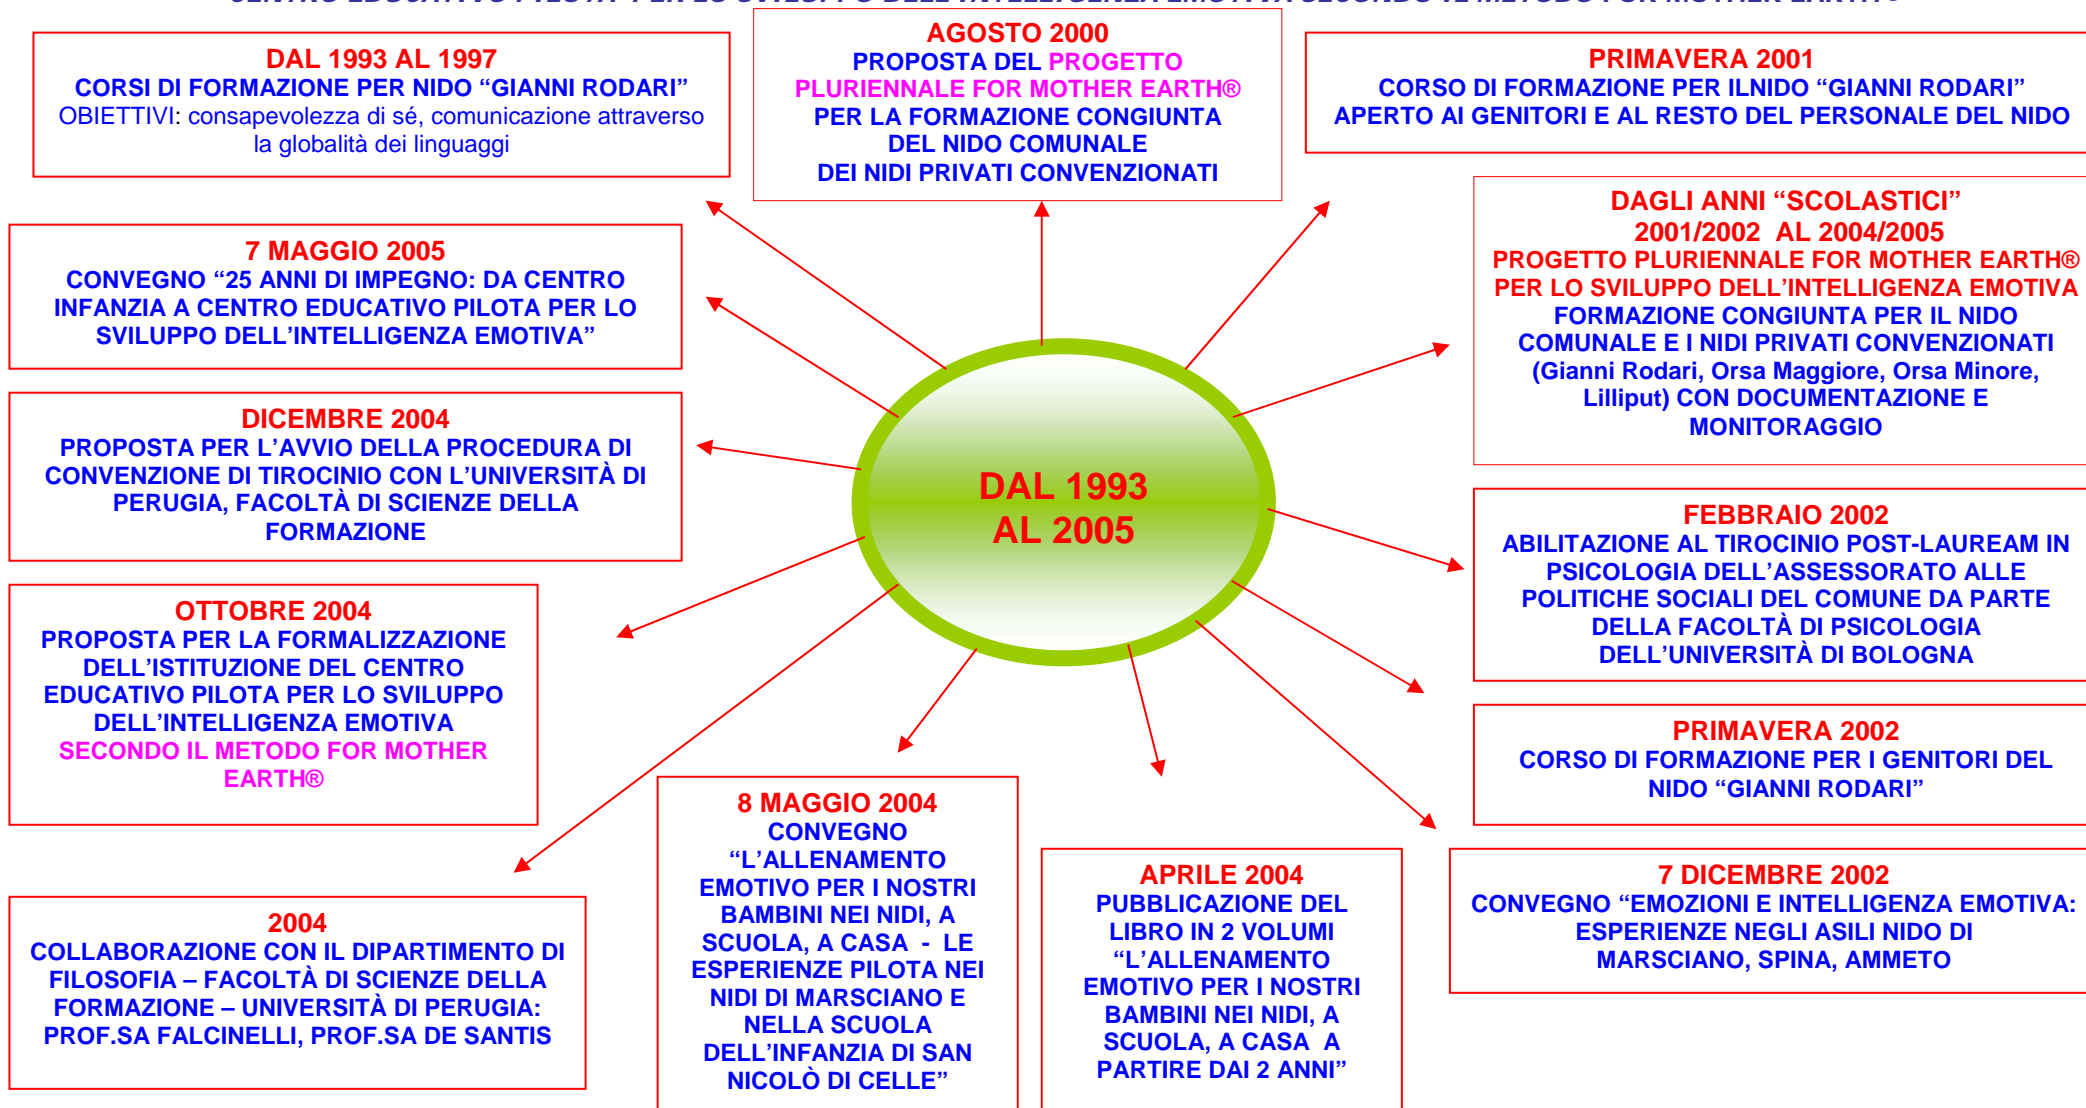 CENTRO EDUCATIVO PILOTA PER LO SVILUPPO DELL'INTELLIGENZA EMOTIVA SECONDO IL METODO FOR MOTHER EARTH®
DAL 1993 AL 1997
CORSI DI FORMAZIONE PER NIDO “GIANNI RODARI”
OBIETTIVI: consapevolezza di sé, comunicazione attraverso
la globalità dei linguaggi
AGOSTO 2000
PROPOSTA DEL PROGETTO
PLURIENNALE FOR MOTHER EARTH®
PER LA FORMAZIONE CONGIUNTA
DEL NIDO COMUNALE
DEI NIDI PRIVATI CONVENZIONATI
PRIMAVERA 2001
CORSO DI FORMAZIONE PER ILNIDO “GIANNI RODARI”
APERTO AI GENITORI E AL RESTO DEL PERSONALE DEL NIDO
DAGLI ANNI “SCOLASTICI”
2001/2002  AL 2004/2005
PROGETTO PLURIENNALE FOR MOTHER EARTH®
PER LO SVILUPPO DELL’INTELLIGENZA EMOTIVA
FORMAZIONE CONGIUNTA PER IL NIDO
COMUNALE E I NIDI PRIVATI CONVENZIONATI
(Gianni Rodari, Orsa Maggiore, Orsa Minore,
Lilliput) CON DOCUMENTAZIONE E
MONITORAGGIO
7 MAGGIO 2005
CONVEGNO “25 ANNI DI IMPEGNO: DA CENTRO
INFANZIA A CENTRO EDUCATIVO PILOTA PER LO
SVILUPPO DELL’INTELLIGENZA EMOTIVA”
DICEMBRE 2004
PROPOSTA PER L’AVVIO DELLA PROCEDURA DI
CONVENZIONE DI TIROCINIO CON L’UNIVERSITÀ DI
PERUGIA, FACOLTÀ DI SCIENZE DELLA
FORMAZIONE
DAL 1993
AL 2005
FEBBRAIO 2002
ABILITAZIONE AL TIROCINIO POST-LAUREAM IN
PSICOLOGIA DELL’ASSESSORATO ALLE
POLITICHE SOCIALI DEL COMUNE DA PARTE
DELLA FACOLTÀ DI PSICOLOGIA
DELL’UNIVERSITÀ DI BOLOGNA
OTTOBRE 2004
PROPOSTA PER LA FORMALIZZAZIONE
DELL’ISTITUZIONE DEL CENTRO
EDUCATIVO PILOTA PER LO SVILUPPO
DELL’INTELLIGENZA EMOTIVA
SECONDO IL METODO FOR MOTHER
EARTH®
PRIMAVERA 2002
CORSO DI FORMAZIONE PER I GENITORI DEL
NIDO “GIANNI RODARI”
2004
COLLABORAZIONE CON IL DIPARTIMENTO DI
FILOSOFIA – FACOLTÀ DI SCIENZE DELLA
FORMAZIONE – UNIVERSITÀ DI PERUGIA:
PROF.SA FALCINELLI, PROF.SA DE SANTIS
8 MAGGIO 2004
CONVEGNO
“L’ALLENAMENTO
EMOTIVO PER I NOSTRI
BAMBINI NEI NIDI, A
SCUOLA, A CASA  -  LE
ESPERIENZE PILOTA NEI
NIDI DI MARSCIANO E
NELLA SCUOLA
DELL’INFANZIA DI SAN
NICOLÒ DI CELLE”
APRILE 2004
PUBBLICAZIONE DEL
LIBRO IN 2 VOLUMI
“L’ALLENAMENTO
EMOTIVO PER I NOSTRI
BAMBINI NEI NIDI, A
SCUOLA, A CASA  A
PARTIRE DAI 2 ANNI”
7 DICEMBRE 2002
CONVEGNO “EMOZIONI E INTELLIGENZA EMOTIVA:
ESPERIENZE NEGLI ASILI NIDO DI
MARSCIANO, SPINA, AMMETO